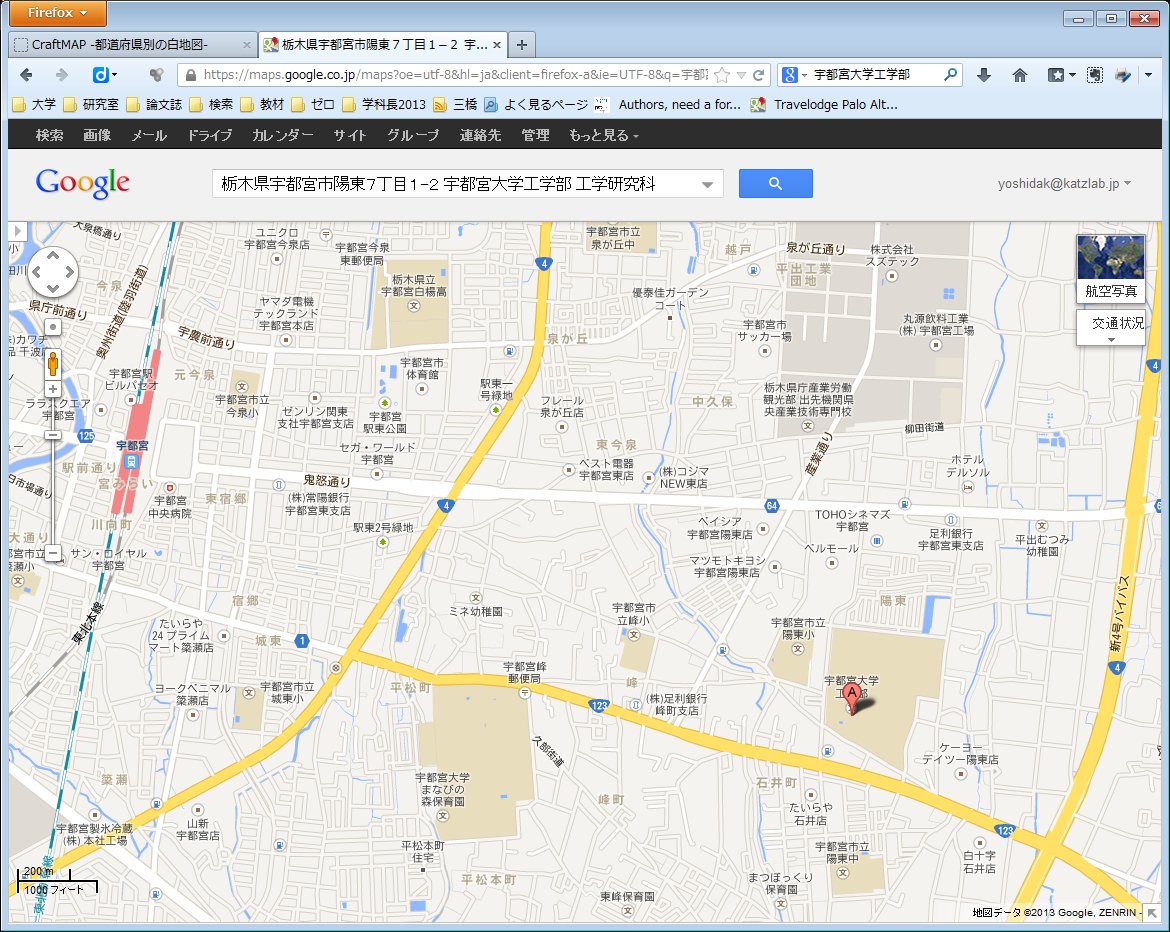 Firefox
CraftMAP -都道府県別の白地図-
栃木県宇都宮市陽東７丁目１−２ 宇...
https://maps.google.co.jp/maps?oe=utf-8&hl=ja&client=firefox-a&ie=UTF-8&q=宇都
宇都宮大学工学部
大学 研究室 論文誌 検索 教材 ゼロ 学科長2013 三橋 よく見るページ Authors, need a for... Travelodge Palo Alt...
検索 画像 メール ドライブ カレンダー サイト グループ 連絡先 管理 もっと見る
Google
栃木県宇都宮市陽東7丁目1-2 宇都宮大学工学部 工学研究科
yoshidak@katzlab.jp
大泉橋通り
ユニクロ
宇都宮今泉店
宇都宮今泉
東郵便局
宇都宮市立
泉が丘中
越戸
泉が丘通り
株式会社
スズテック
平出工業
団地
航空写真
交通状況
今泉
栃木県立
宇都宮白楊高
4
優泰佳ガーデン
コート
県庁前通り
奥州街道(陸羽街道)
ヤマダ電機
テックランド
宇都宮本店
宇農前通り
泉が丘
宇都宮市
サッカー場
丸源飲料工業
(株) 宇都宮工場
宇都宮駅
ビルパセオ
元今泉
宇都宮市
体育館
ララスクエア
宇都宮
宇都宮市立
今泉小
ゼンリン関東
支社宇都宮支店
宇都宮
駅東公園
駅東一
号緑地
フレール
泉が丘店
中久保
栃木県庁産業労働
観光部 出先機関県
央産業技術専門校
柳田街道
4
125
宇都宮
セガ・ワールド
宇都宮
東今泉
産業通り
駅前通り
宮みらい
ベスト電器
宇都宮東店
(株)コジマ
NEW東店
ホテル
デルソル
宇都宮
中央病院
東宿郷
鬼怒通り
(株)常陽銀行
宇都宮東支店
4
64
川向町
駅東2号緑地
ベイシア
宇都宮陽東店
TOHOシネマズ
宇都宮
足利銀行
宇都宮東支店
平出むつみ
幼稚園
サン・ロイヤル
宇都宮
ベルモール
マツモトキヨシ
宇都宮陽東店
宿郷
ミネ幼稚園
宇都宮市
立峰小
陽東
新4号バイパス
東北本線
たいらや
24 プライム
マート簗瀬店
城東
1
宇都宮市立
陽東小
4
宇都宮峰
郵便局
平松町
峰
宇都宮大学
A
ヨークベニマル
簗瀬店
宇都宮市立
城東小
123
(株)足利銀行
峰町支店
久部街道
ケーヨー
デイツー陽東店
簗瀬
宇都宮大学
まなびの
森保育園
石井町
峰町
たいらや
石井店
宇都宮製氷冷蔵
(株) 本社工場
山新
宇都宮店
123
平松本町
住宅
宇都宮市立
陽東中
白十字
石井店
平松本町
まつぼっくり
保育園
東峰保育園
200 m
1000 フィート
地図データ ©2013 Google, ZENRIN -